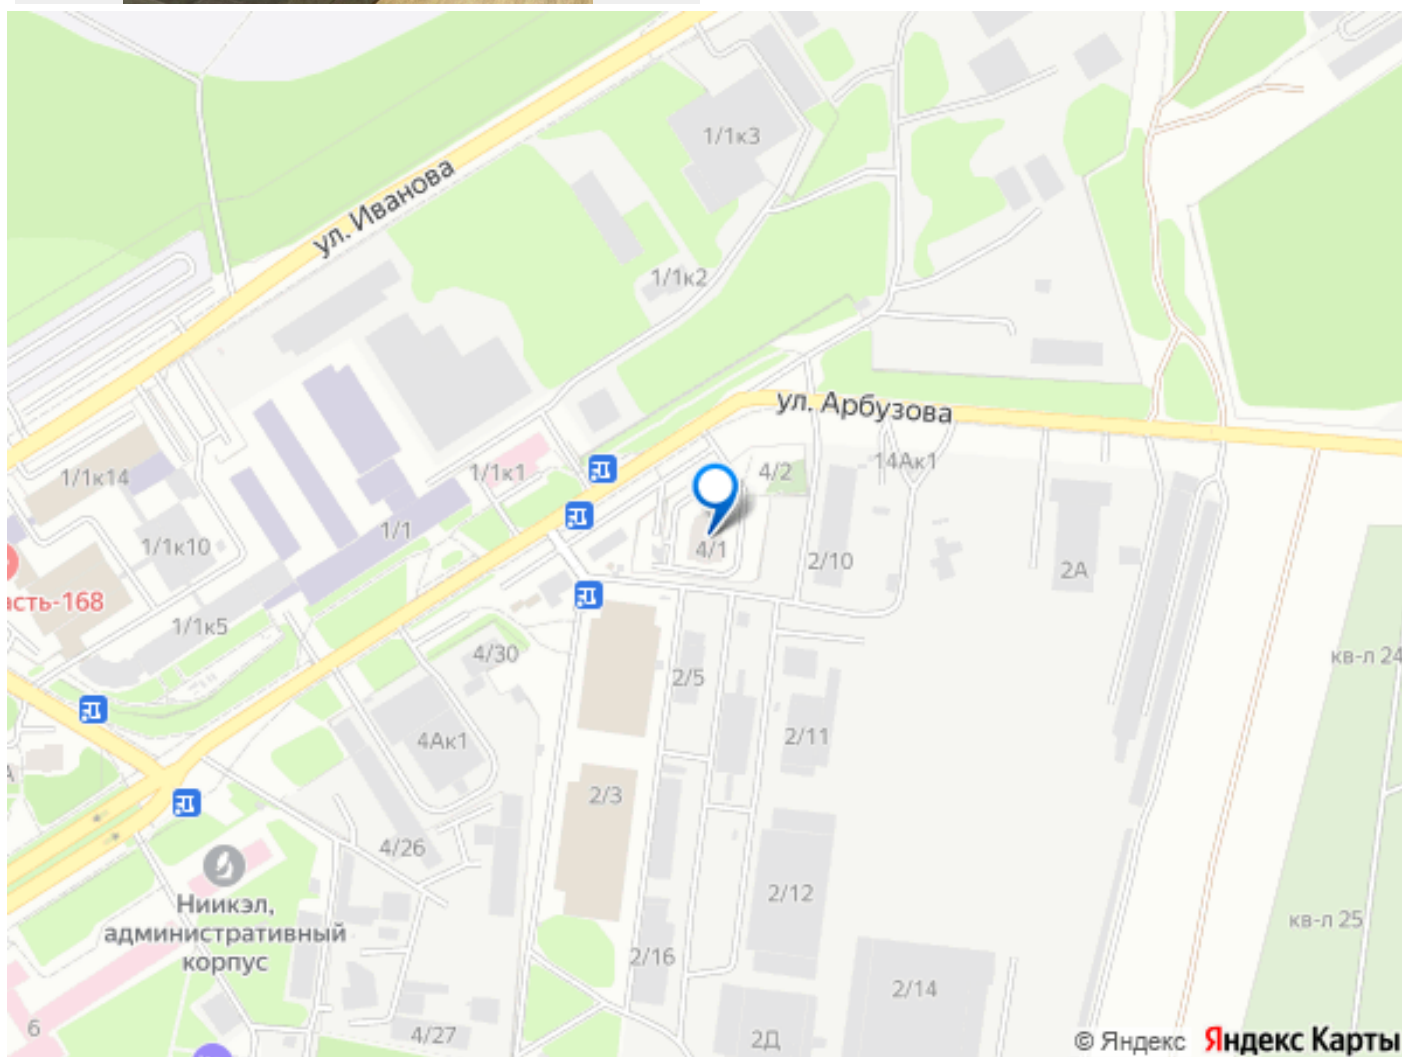 1/1к3
ул. Иванова
1/1к2
ул. Арбузова
14Ак1
4/2
1/1к1
1/1к14
1/1
1/1к10
4/1
2/10
2А
асть-168
1/1к5
4/30
2/5
кв-л 24
4Ак1
2/11
А
2/3
4/26
Ниикэл,
административный
корпус
2/12
кв-л 25
2/16
2/14
6
4/27
2Д
© Яндекс Яндекс Карты